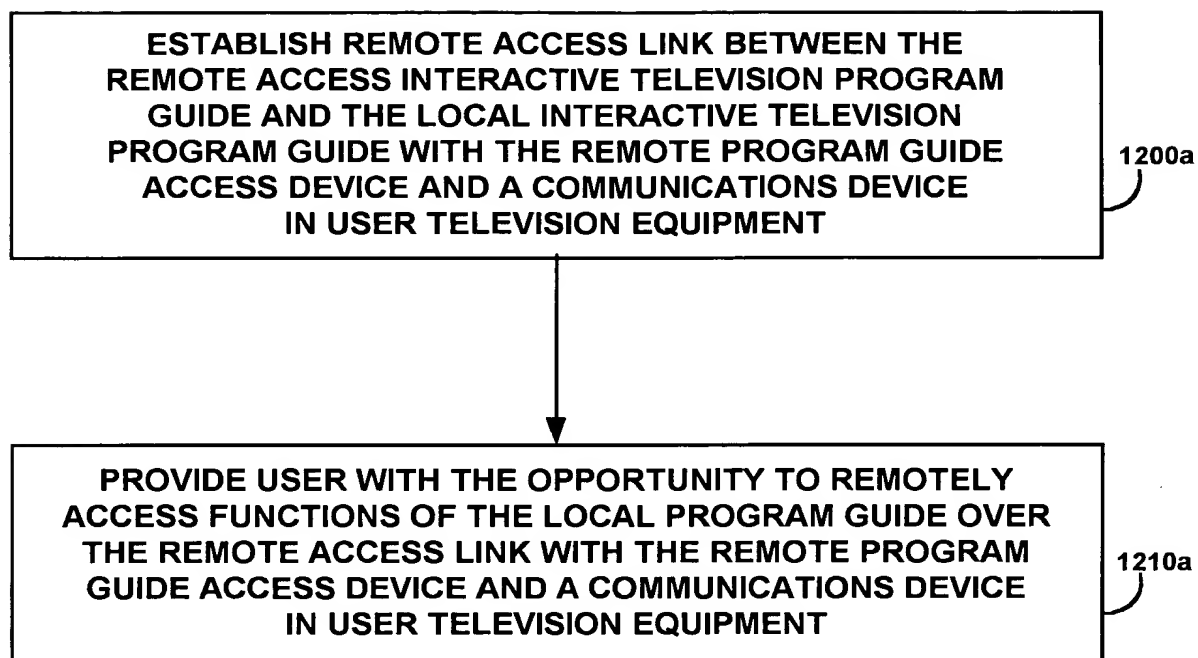 ESTABLISH REMOTE ACCESS LINK BETWEEN THE
REMOTE ACCESS INTERACTIVE TELEVISION PROGRAM
GUIDE AND THE LOCAL INTERACTIVE TELEVISION
PROGRAM GUIDE WITH THE REMOTE PROGRAM GUIDE
ACCESS DEVICE AND A COMMUNICATIONS DEVICE
IN USER TELEVISION EQUIPMENT
1200a
PROVIDE USER WITH THE OPPORTUNITY TO REMOTELY
ACCESS FUNCTIONS OF THE LOCAL PROGRAM GUIDE OVER
THE REMOTE ACCESS LINK WITH THE REMOTE PROGRAM
GUIDE ACCESS DEVICE AND A COMMUNICATIONS DEVICE
IN USER TELEVISION EQUIPMENT
1210a